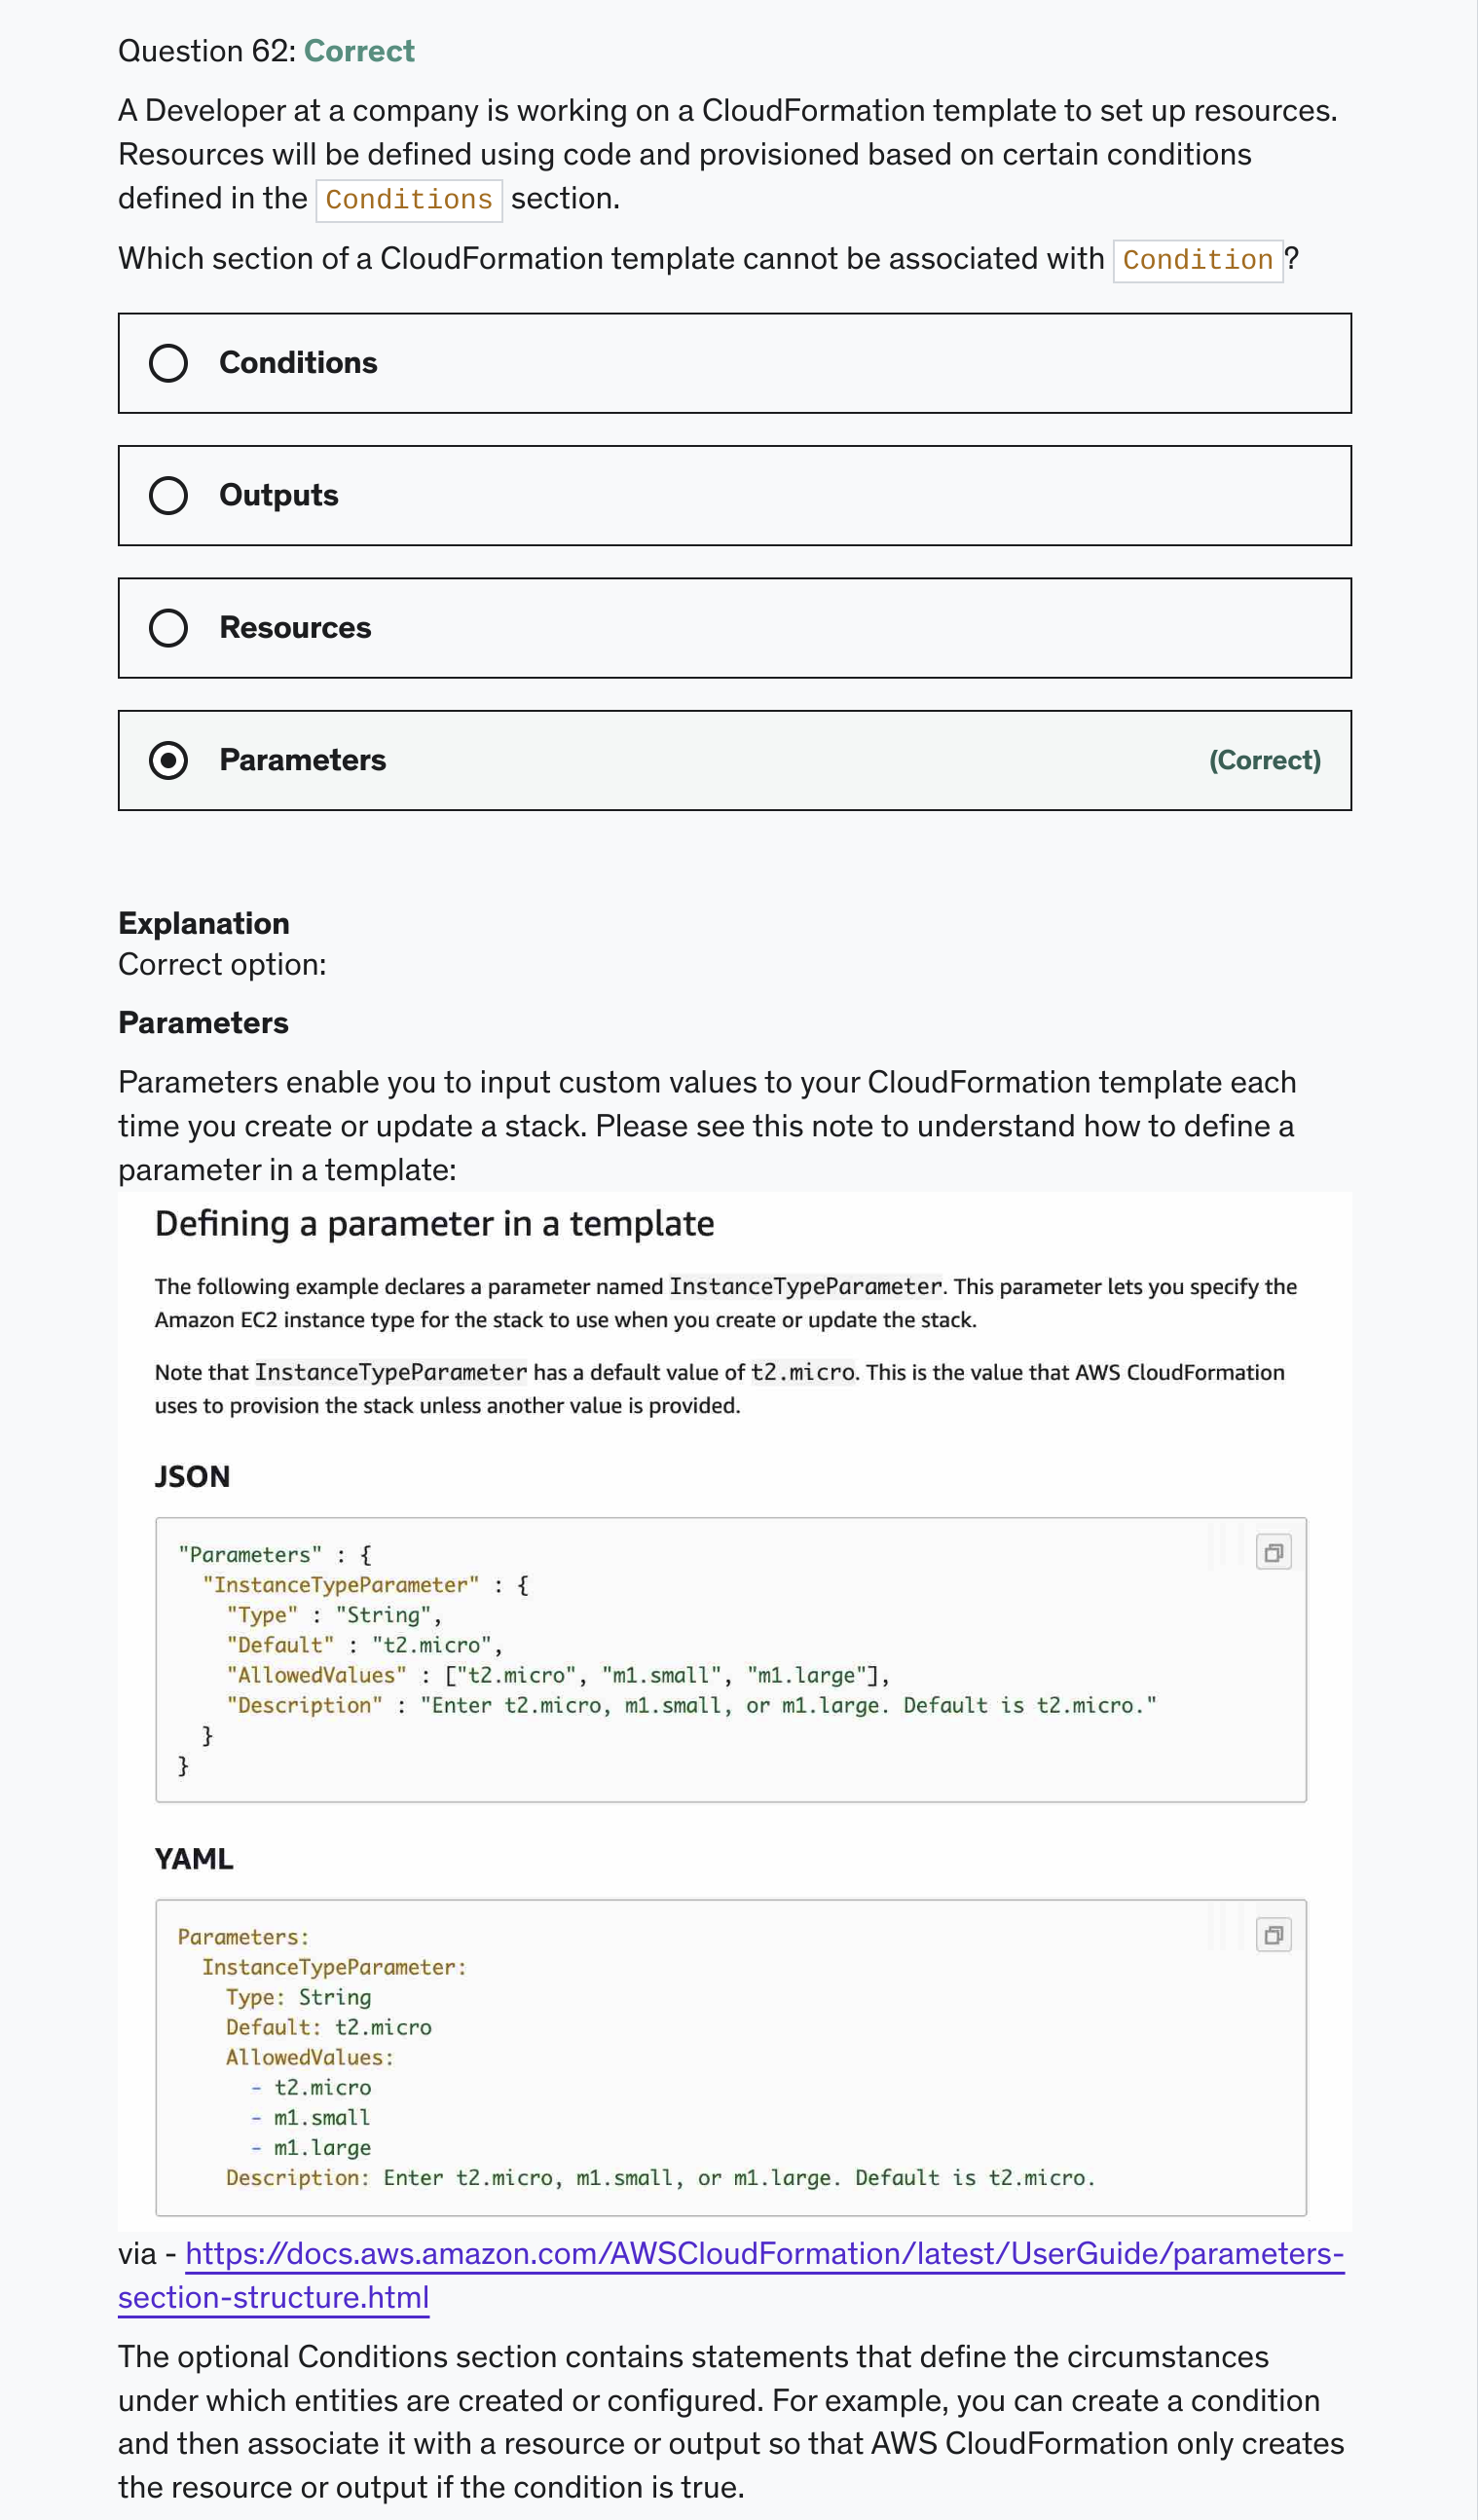 Question 62: Correct
A Developer at a company is working on a CloudFormation template to set up resources.
Resources will be defined using code and provisioned based on certain conditions
defined in the Conditions section.
Which section of a CloudFormation template cannot be associated with Condition?
Conditions
Outputs
Resources
Parameters (Correct)
Explanation
Correct option:
Parameters
Parameters enable you to input custom values to your CloudFormation template each
time you create or update a stack. Please see this note to understand how to define a
parameter in a template:
Defining a parameter in a template
The following example declares a parameter named InstanceTypeParameter. This parameter lets you specify the
Amazon EC2 instance type for the stack to use when you create or update the stack.
Note that InstanceTypeParameter has a default value of t2.micro. This is the value that AWS CloudFormation
uses to provision the stack unless another value is provided.
JSON
"Parameters" : {
  "InstanceTypeParameter" : {
    "Type" : "String",
    "Default" : "t2.micro",
    "AllowedValues" : ["t2.micro", "m1.small", "m1.large"],
    "Description" : "Enter t2.micro, m1.small, or m1.large. Default is t2.micro."
  }
}
YAML
Parameters:
  InstanceTypeParameter:
    Type: String
    Default: t2.micro
    AllowedValues:
      - t2.micro
      - m1.small
      - m1.large
    Description: Enter t2.micro, m1.small, or m1.large. Default is t2.micro.
via - https://docs.aws.amazon.com/AWSCloudFormation/latest/UserGuide/parameters-
section-structure.html
The optional Conditions section contains statements that define the circumstances
under which entities are created or configured. For example, you can create a condition
and then associate it with a resource or output so that AWS CloudFormation only creates
the resource or output if the condition is true.